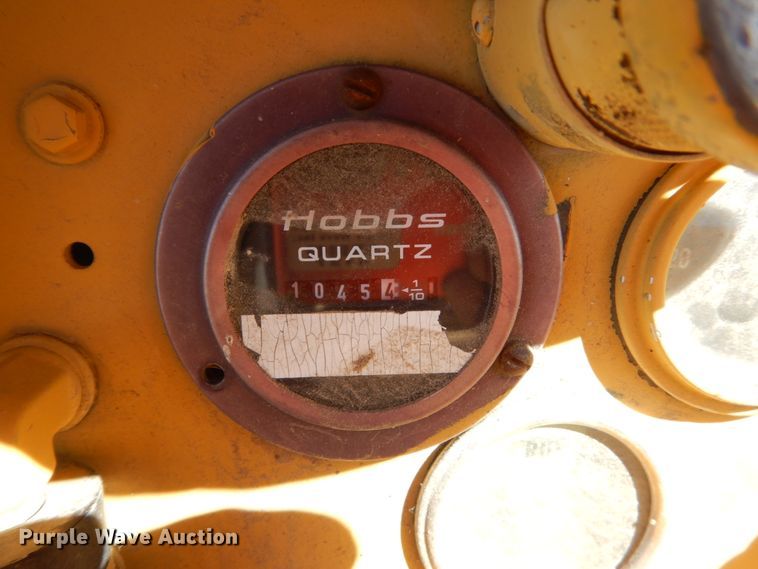 Hobbs
QUARTZ
10454 1/10
Purple Wave Auction